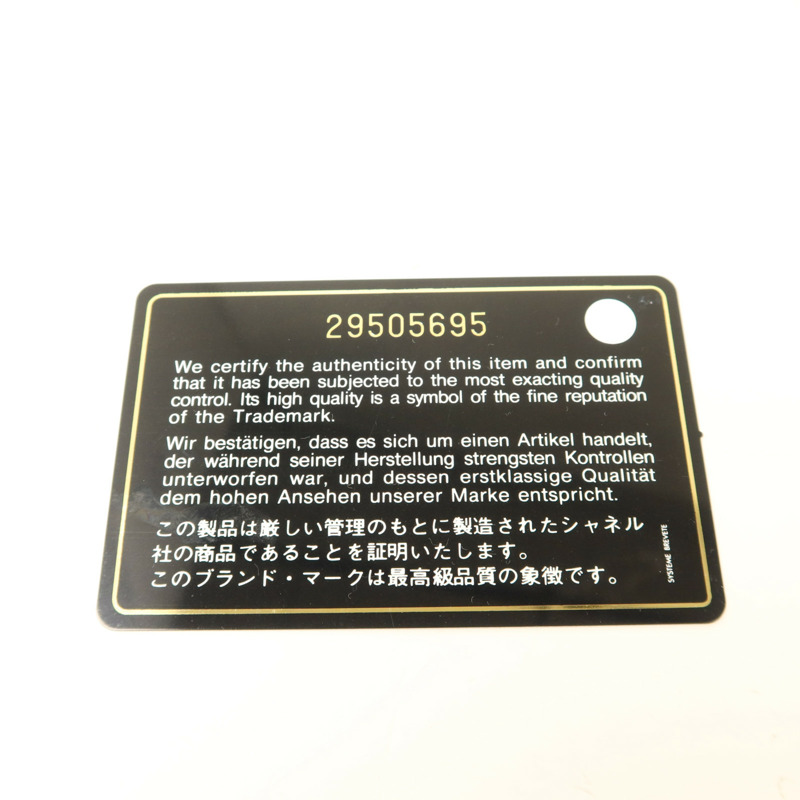 29505695
We certify the authenticity of this item and confirm
that it has been subjected to the most exacting quality
control. Its high quality is a symbol of the fine reputation
of the Trademark.
Wir bestätigen, dass es sich um einen Artikel handelt,
der während seiner Herstellung strengsten Kontrollen
unterworfen war, und dessen erstklassige Qualität
dem hohen Ansehen unserer Marke entspricht.
この製品は厳しい管理のもとに製造されたシャネル
社の商品であることを証明いたします。
このブランド・マークは最高級品質の象徴です。
SYSTEME BREVETE